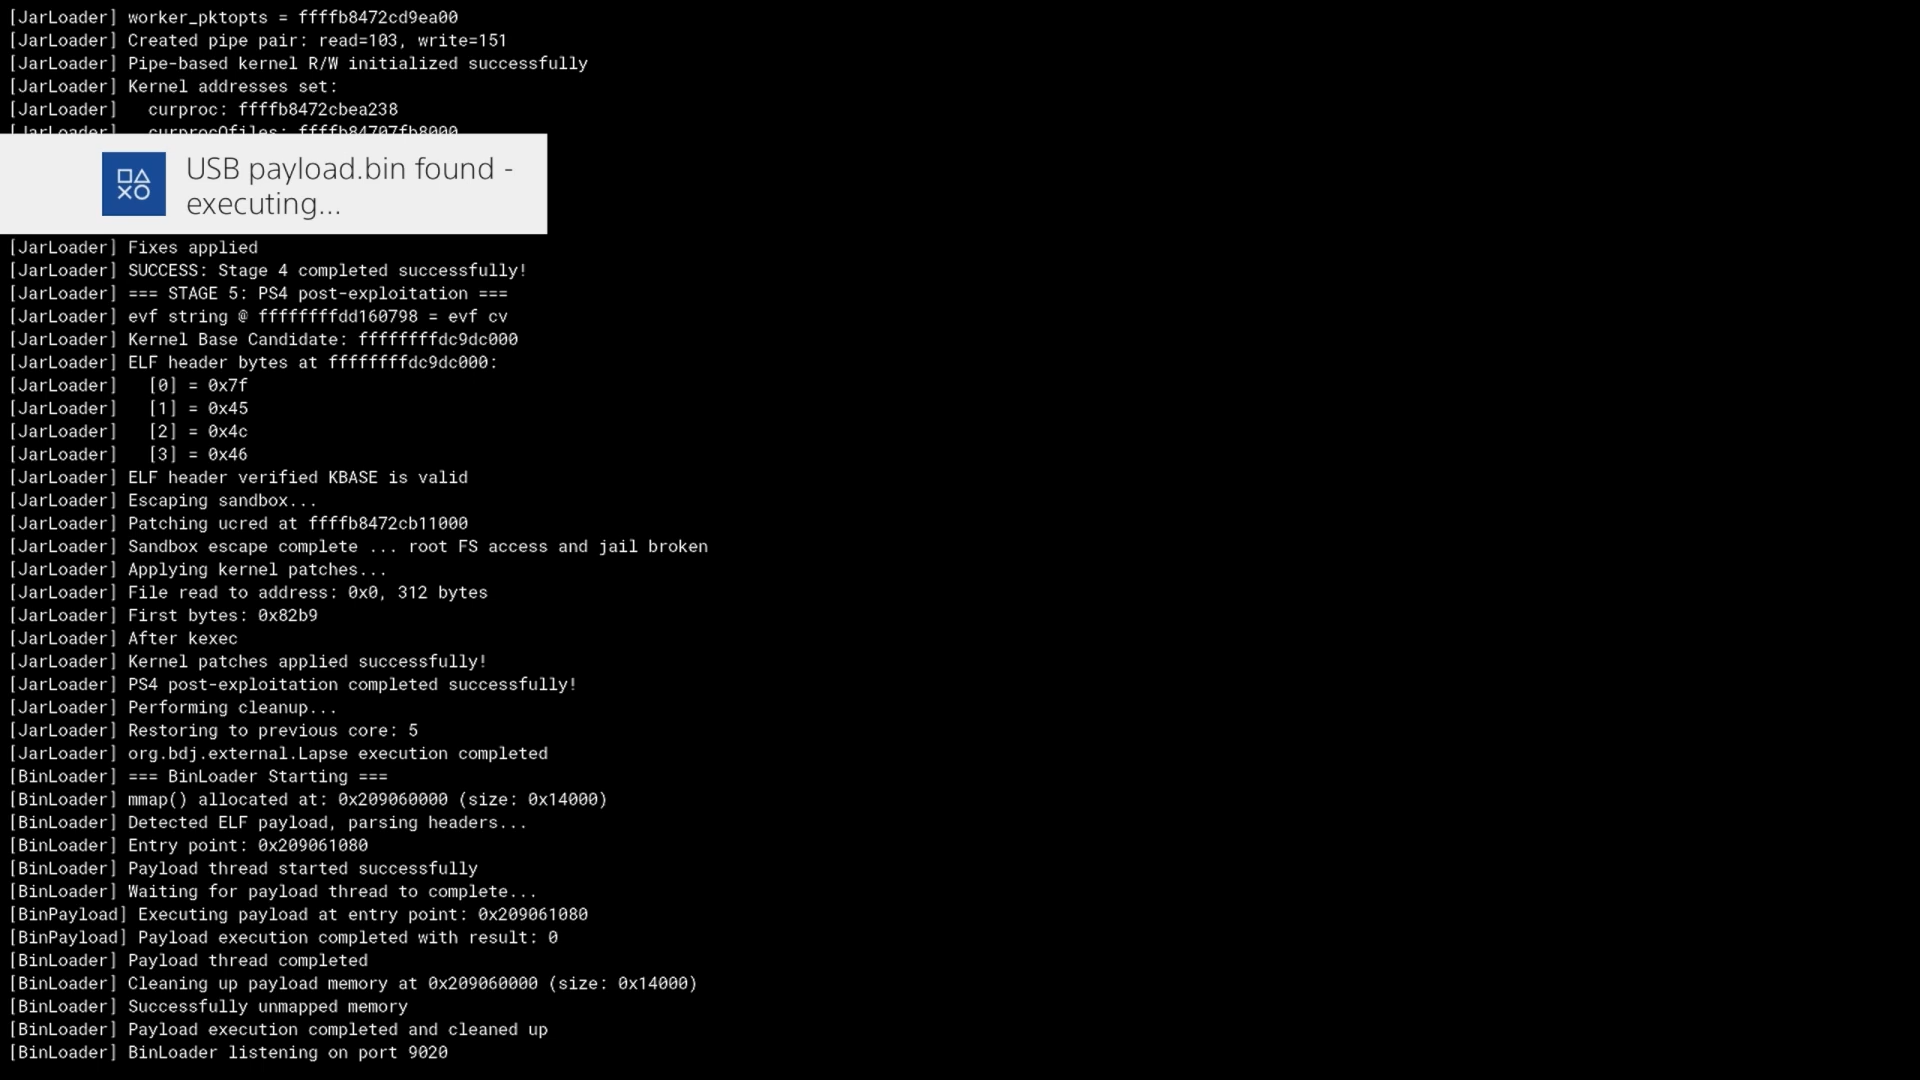 [JarLoader] worker_pktopts = ffffb8472cd9ea00
[JarLoader] Created pipe pair: read=103, write=151
[JarLoader] Pipe-based kernel R/W initialized successfully
[JarLoader] Kernel addresses set:
[JarLoader]   curproc: ffffb8472cbea238
[JarLoader]   curprocOfiles: ffffb84707fb8000
USB payload.bin found -
executing...
[JarLoader] Fixes applied
[JarLoader] SUCCESS: Stage 4 completed successfully!
[JarLoader] === STAGE 5: PS4 post-exploitation ===
[JarLoader] evf string @ ffffffffdd160798 = evf cv
[JarLoader] Kernel Base Candidate: ffffffffdc9dc000
[JarLoader] ELF header bytes at ffffffffdc9dc000:
[JarLoader]   [0] = 0x7f
[JarLoader]   [1] = 0x45
[JarLoader]   [2] = 0x4c
[JarLoader]   [3] = 0x46
[JarLoader] ELF header verified KBASE is valid
[JarLoader] Escaping sandbox...
[JarLoader] Patching ucred at ffffb8472cb11000
[JarLoader] Sandbox escape complete ... root FS access and jail broken
[JarLoader] Applying kernel patches...
[JarLoader] File read to address: 0x0, 312 bytes
[JarLoader] First bytes: 0x82b9
[JarLoader] After kexec
[JarLoader] Kernel patches applied successfully!
[JarLoader] PS4 post-exploitation completed successfully!
[JarLoader] Performing cleanup...
[JarLoader] Restoring to previous core: 5
[JarLoader] org.bdj.external.Lapse execution completed
[BinLoader] === BinLoader Starting ===
[BinLoader] mmap() allocated at: 0x209060000 (size: 0x14000)
[BinLoader] Detected ELF payload, parsing headers...
[BinLoader] Entry point: 0x209061080
[BinLoader] Payload thread started successfully
[BinLoader] Waiting for payload thread to complete...
[BinPayload] Executing payload at entry point: 0x209061080
[BinPayload] Payload execution completed with result: 0
[BinLoader] Payload thread completed
[BinLoader] Cleaning up payload memory at 0x209060000 (size: 0x14000)
[BinLoader] Successfully unmapped memory
[BinLoader] Payload execution completed and cleaned up
[BinLoader] BinLoader listening on port 9020